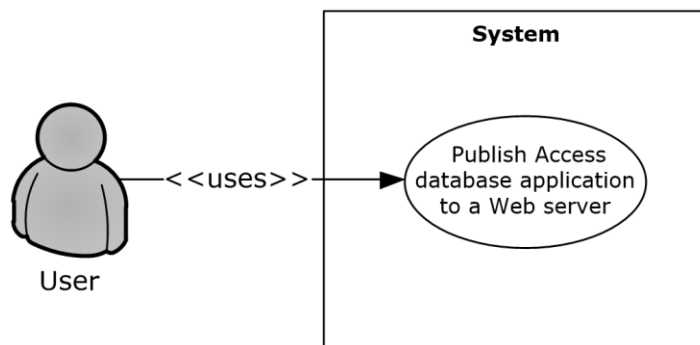 System
Publish Access
database application
to a Web server
<<uses>>
User